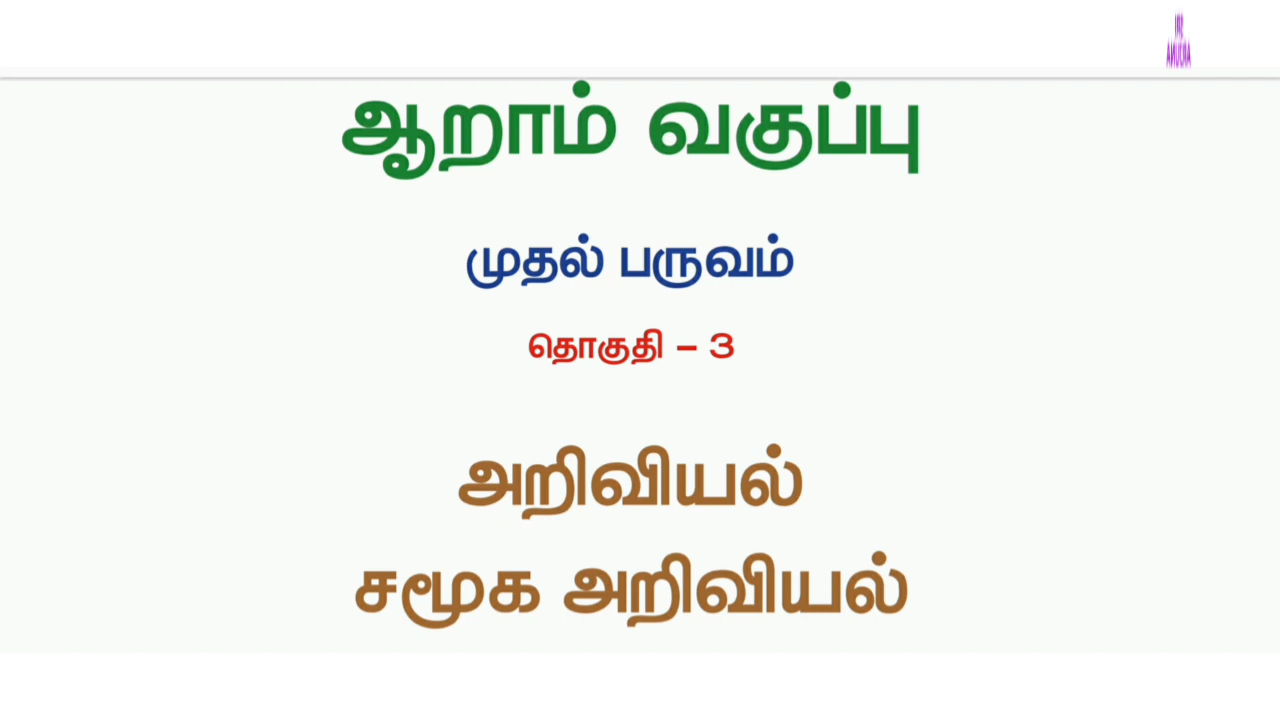 ஆறாம் வகுப்பு
முதல் பருவம்
தொகுதி – 3
அறிவியல்
சமூக அறிவியல்